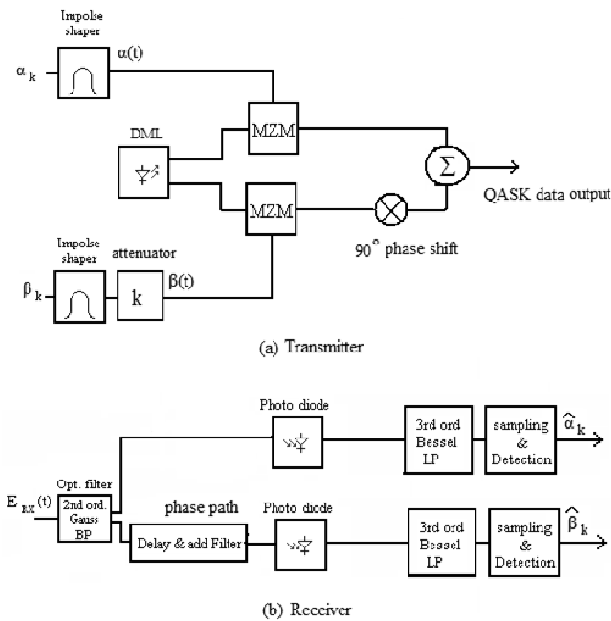 Impolse
shaper
α(t)
α k
DML
MZM
Σ
QASK data output
MZM
90° phase shift
Impolse
shaper
attenuator
β(t)
β k
k
(a) Transmitter
Photo diode
3rd ord
Bessel
LP
sampling
&
Detection
α̂ k
Opt. filter
E RX (t)
2nd ord.
Gauss
BP
phase path
Delay & add Filter
Photo diode
3rd ord
Bessel
LP
sampling
&
Detection
β̂ k
(b) Receiver